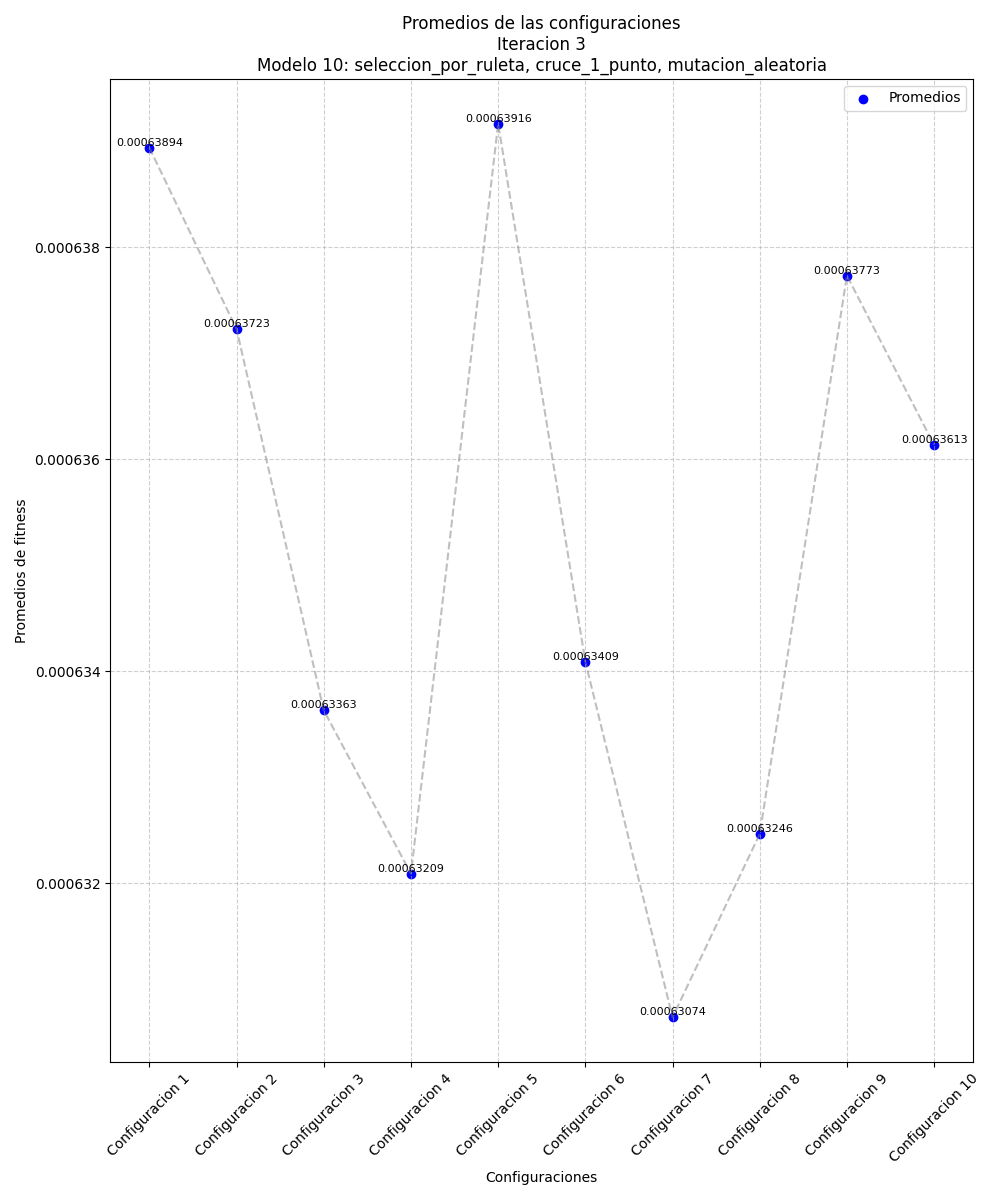 Promedios de las configuraciones
Iteracion 3
Modelo 10: seleccion_por_ruleta, cruce_1_punto, mutacion_aleatoria
Promedios
0.00063894
0.00063723
0.00063363
0.00063209
0.00063916
0.00063409
0.00063074
0.00063246
0.00063773
0.00063613
0.000638
0.000636
0.000634
0.000632
Promedios de fitness
Configuracion 1
Configuracion 2
Configuracion 3
Configuracion 4
Configuracion 5
Configuracion 6
Configuracion 7
Configuracion 8
Configuracion 9
Configuracion 10
Configuraciones